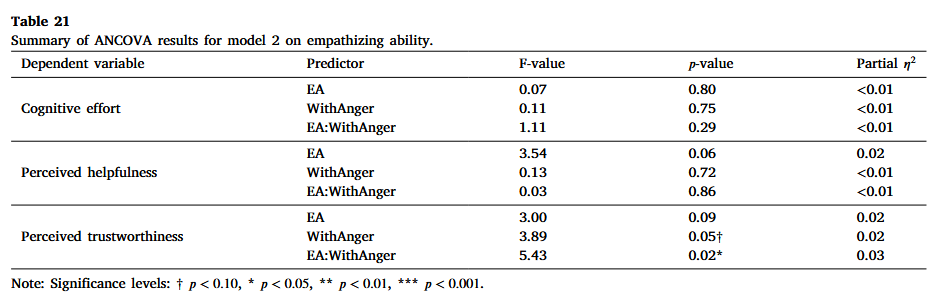 Table 21
Summary of ANCOVA results for model 2 on empathizing ability.
Dependent variable Predictor F-value p-value Partial η²
Cognitive effort EA 0.07 0.80 <0.01
WithAnger 0.11 0.75 <0.01
EA:WithAnger 1.11 0.29 <0.01
Perceived helpfulness EA 3.54 0.06 0.02
WithAnger 0.13 0.72 <0.01
EA:WithAnger 0.03 0.86 <0.01
Perceived trustworthiness EA 3.00 0.09 0.02
WithAnger 3.89 0.05† 0.02
EA:WithAnger 5.43 0.02* 0.03
Note: Significance levels: † p < 0.10, * p < 0.05, ** p < 0.01, *** p < 0.001.